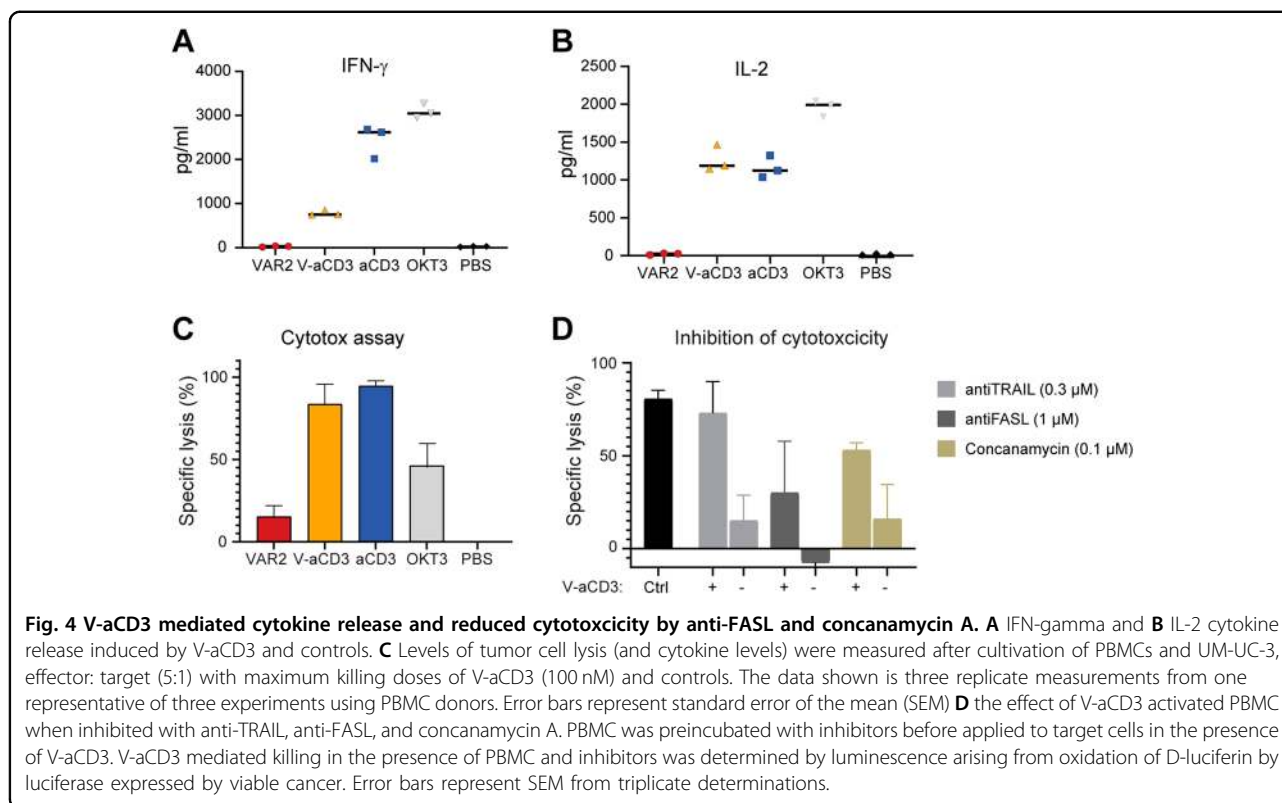 A
IFN-γ
pg/ml
4000
3000
2000
1000
0
VAR2 V-aCD3 aCD3 OKT3 PBS
B
IL-2
pg/ml
2500
2000
1500
1000
500
0
VAR2 V-aCD3 aCD3 OKT3 PBS
C
Cytotox assay
Specific lysis (%)
100
50
0
VAR2 V-aCD3 aCD3 OKT3 PBS
D
Inhibition of cytotoxcicity
Specific lysis (%)
100
50
0
V-aCD3: Ctrl + - + - + -
antiTRAIL (0.3 µM)
antiFASL (1 µM)
Concanamycin (0.1 µM)
Fig. 4 V-aCD3 mediated cytokine release and reduced cytotoxcicity by anti-FASL and concanamycin A. A IFN-gamma and B IL-2 cytokine
release induced by V-aCD3 and controls. C Levels of tumor cell lysis (and cytokine levels) were measured after cultivation of PBMCs and UM-UC-3,
effector: target (5:1) with maximum killing doses of V-aCD3 (100 nM) and controls. The data shown is three replicate measurements from one
representative of three experiments using PBMC donors. Error bars represent standard error of the mean (SEM) D the effect of V-aCD3 activated PBMC
when inhibited with anti-TRAIL, anti-FASL, and concanamycin A. PBMC was preincubated with inhibitors before applied to target cells in the presence
of V-aCD3. V-aCD3 mediated killing in the presence of PBMC and inhibitors was determined by luminescence arising from oxidation of D-luciferin by
luciferase expressed by viable cancer. Error bars represent SEM from triplicate determinations.